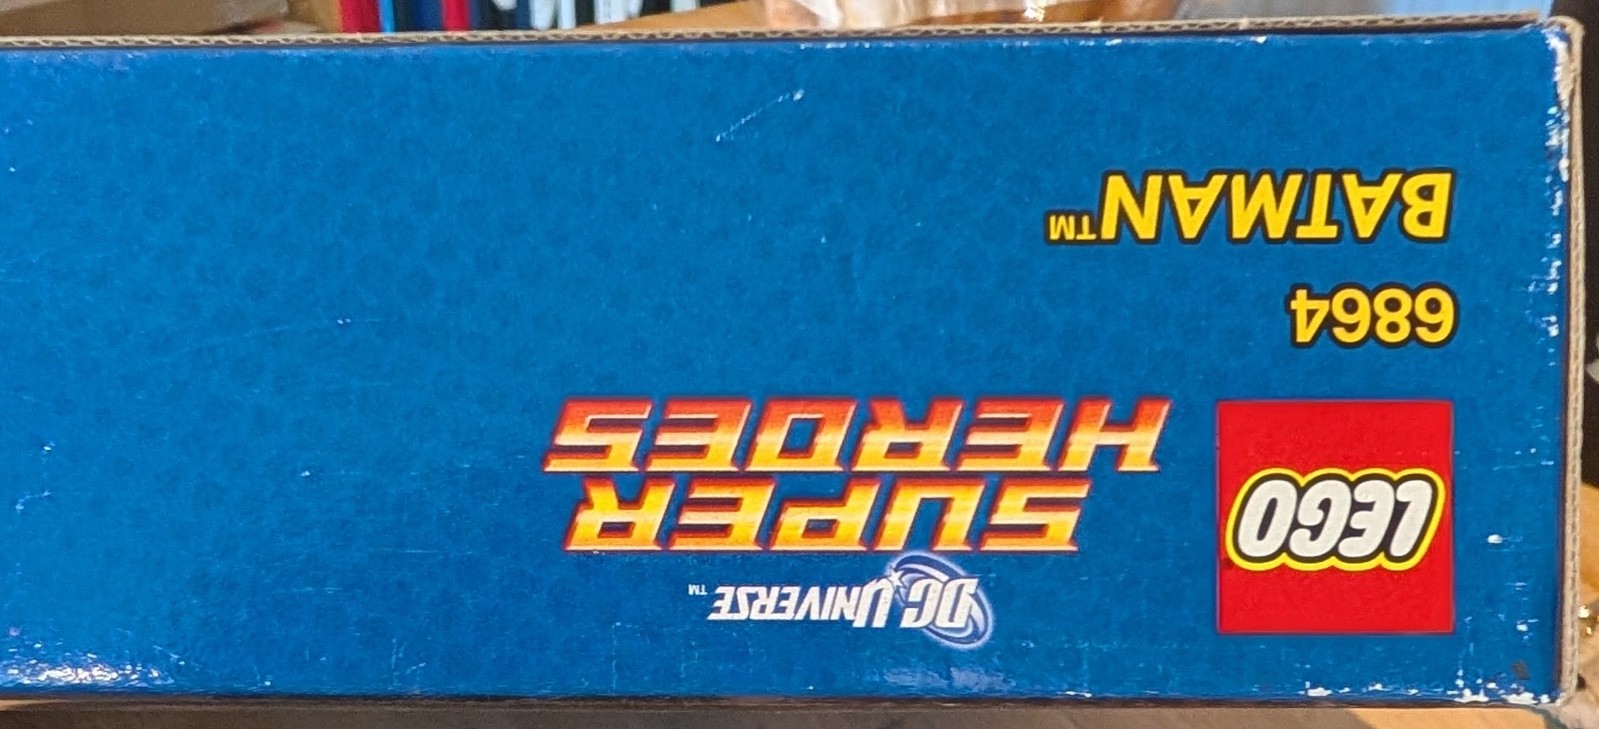 LEGO
DC UNIVERSE™
SUPER
HEROES
6864
BATMAN™